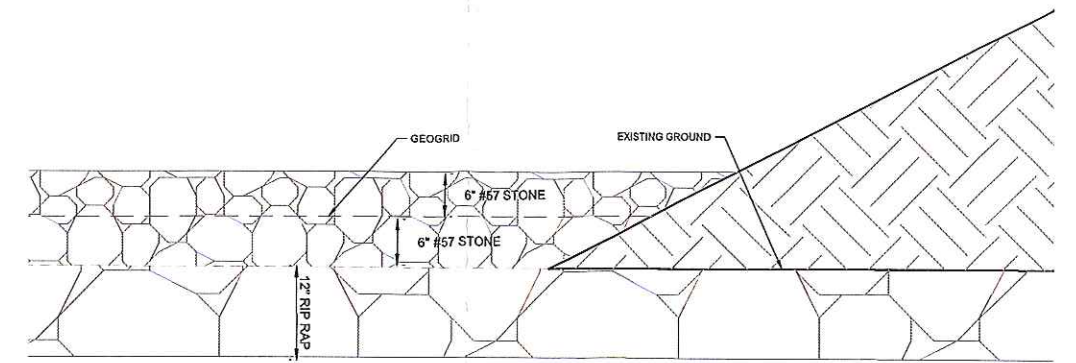 GEOGRID
EXISTING GROUND
6" #57 STONE
6" #57 STONE
12" RIP RAP